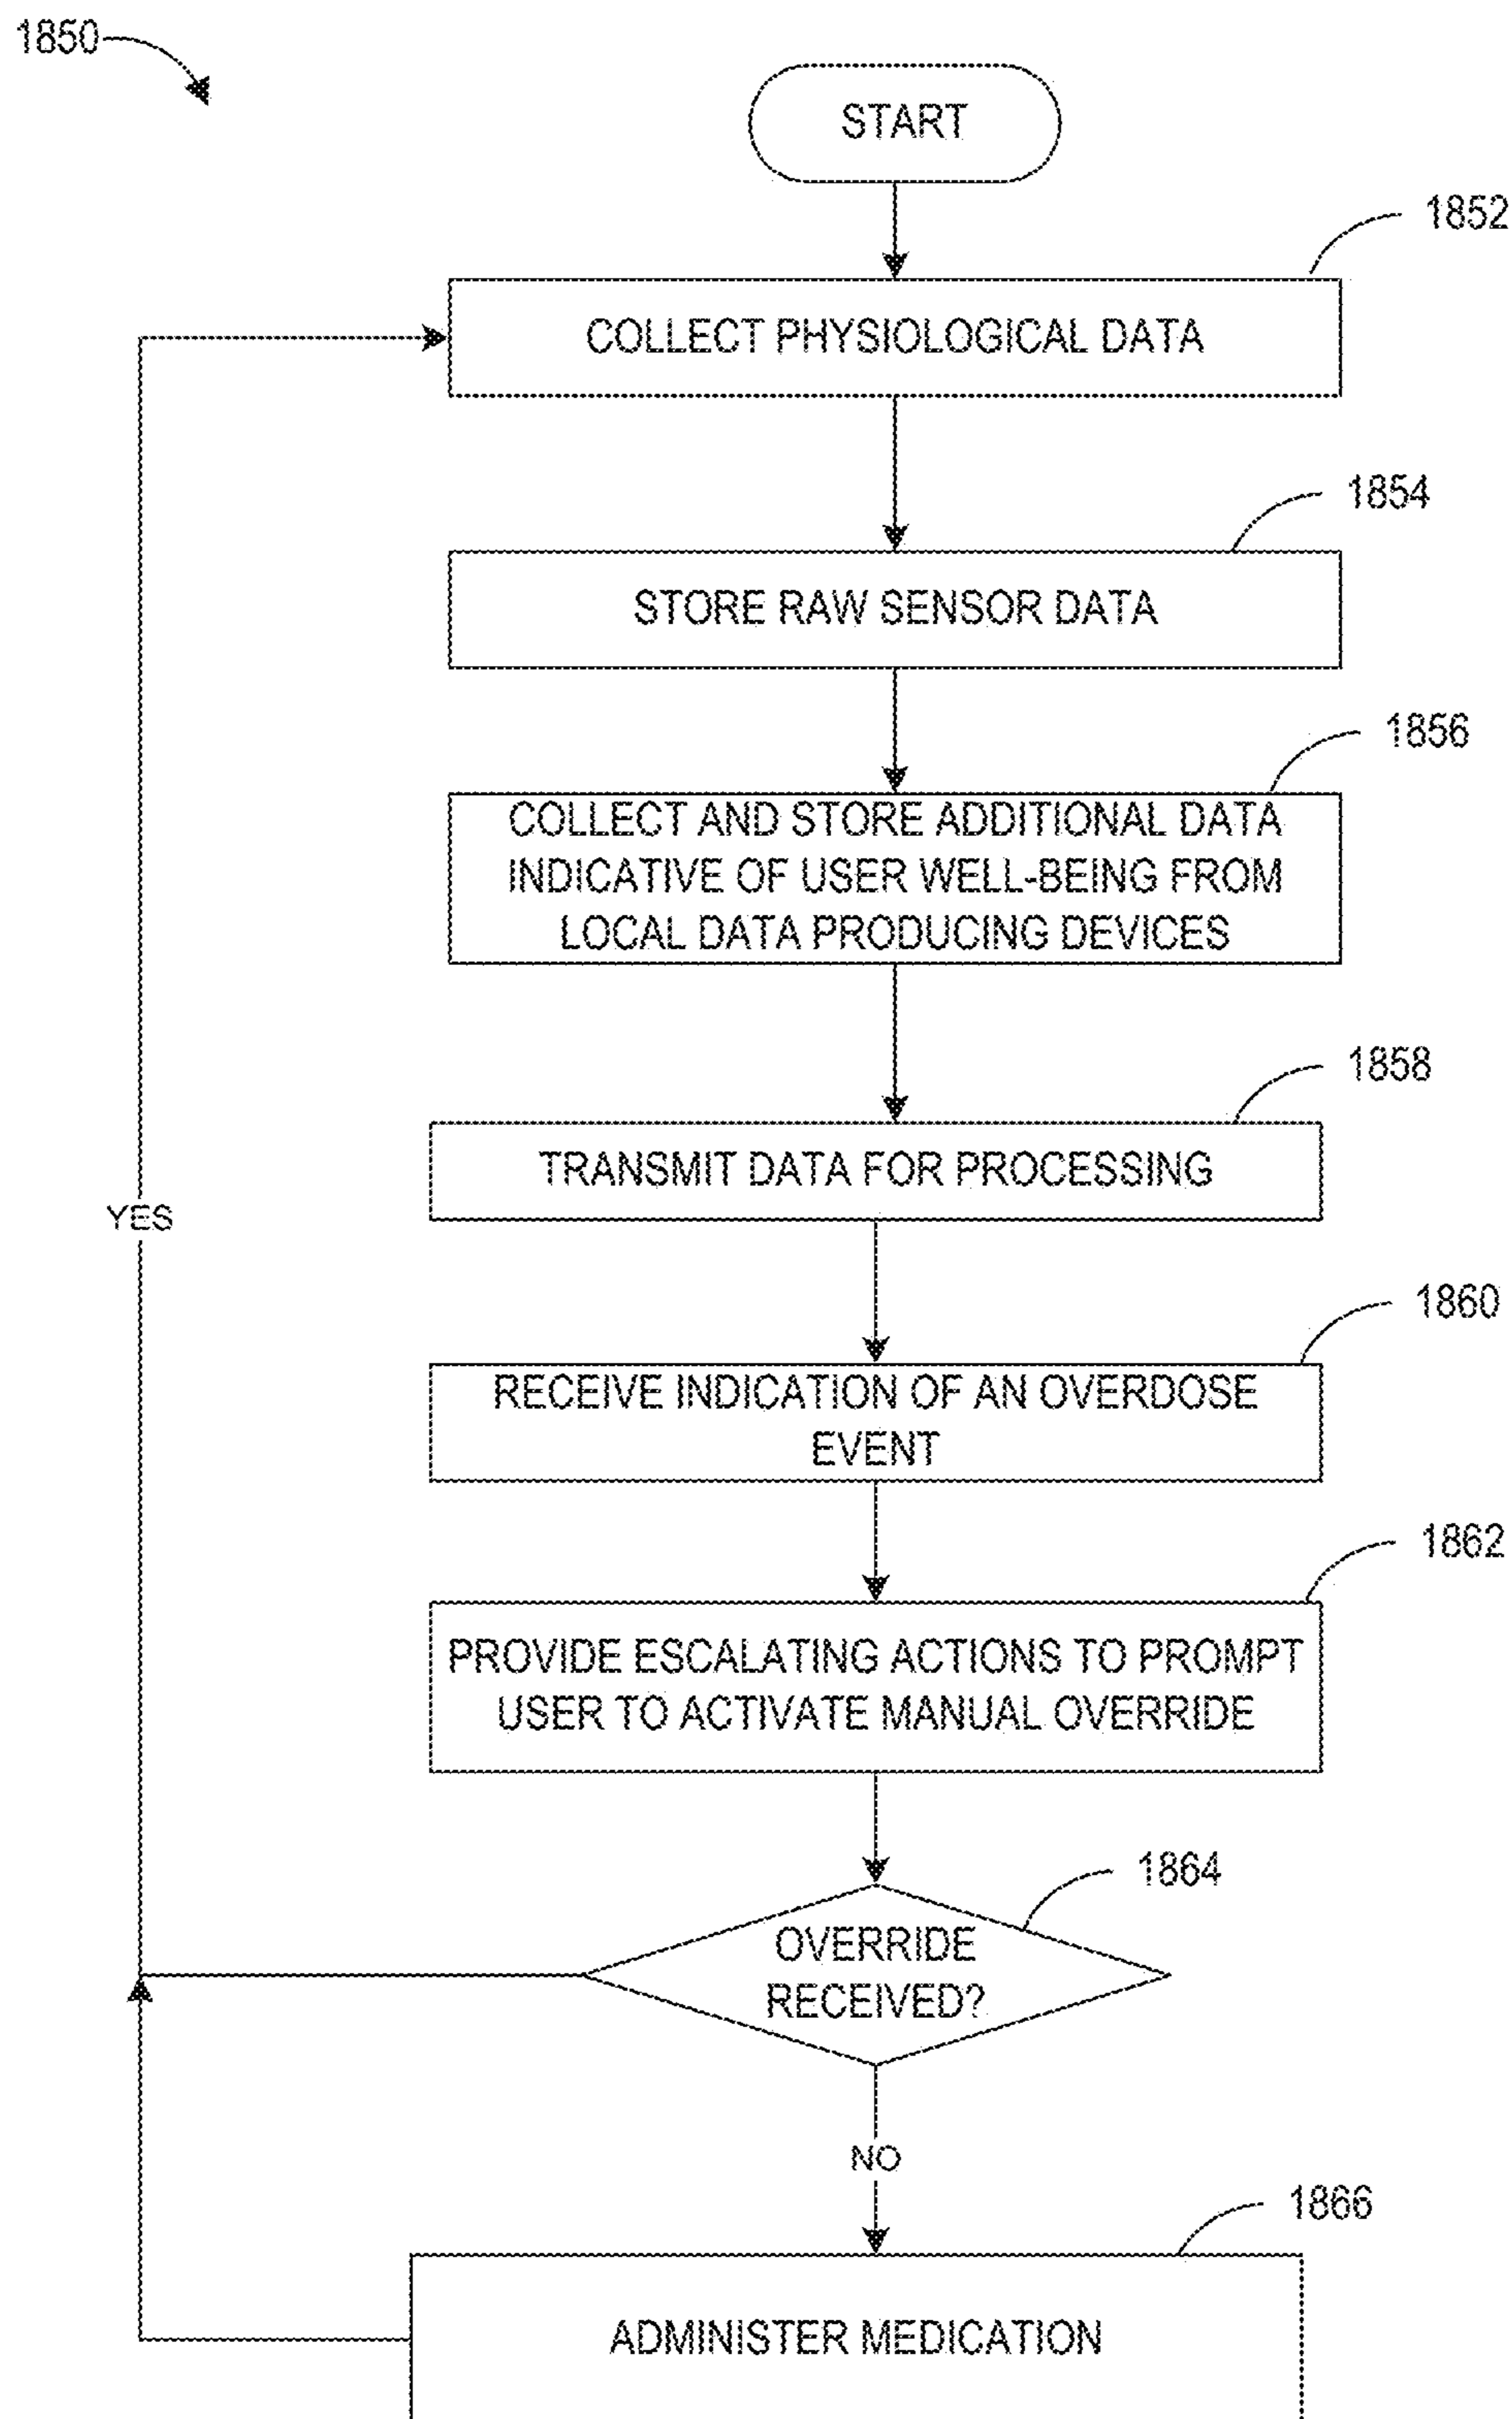 1850
START
1852
COLLECT PHYSIOLOGICAL DATA
1854
STORE RAW SENSOR DATA
1856
COLLECT AND STORE ADDITIONAL DATA
INDICATIVE OF USER WELL-BEING FROM
LOCAL DATA PRODUCING DEVICES
1858
TRANSMIT DATA FOR PROCESSING
YES
1860
RECEIVE INDICATION OF AN OVERDOSE
EVENT
1862
PROVIDE ESCALATING ACTIONS TO PROMPT
USER TO ACTIVATE MANUAL OVERRIDE
1864
OVERRIDE
RECEIVED?
NO
1866
ADMINISTER MEDICATION